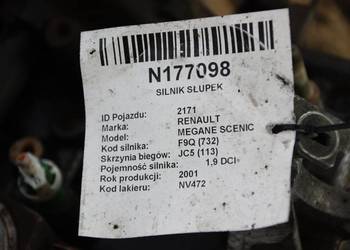 N177098
SILNIK SŁUPEK
ID Pojazdu: 2171
Marka: RENAULT
Model: MEGANE SCENIC
Kod silnika: F9Q (732)
Skrzynia biegów: JC5 (113)
Pojemność silnika: 1,9 DCI
Rok produkcji: 2001
Kod lakieru: NV472